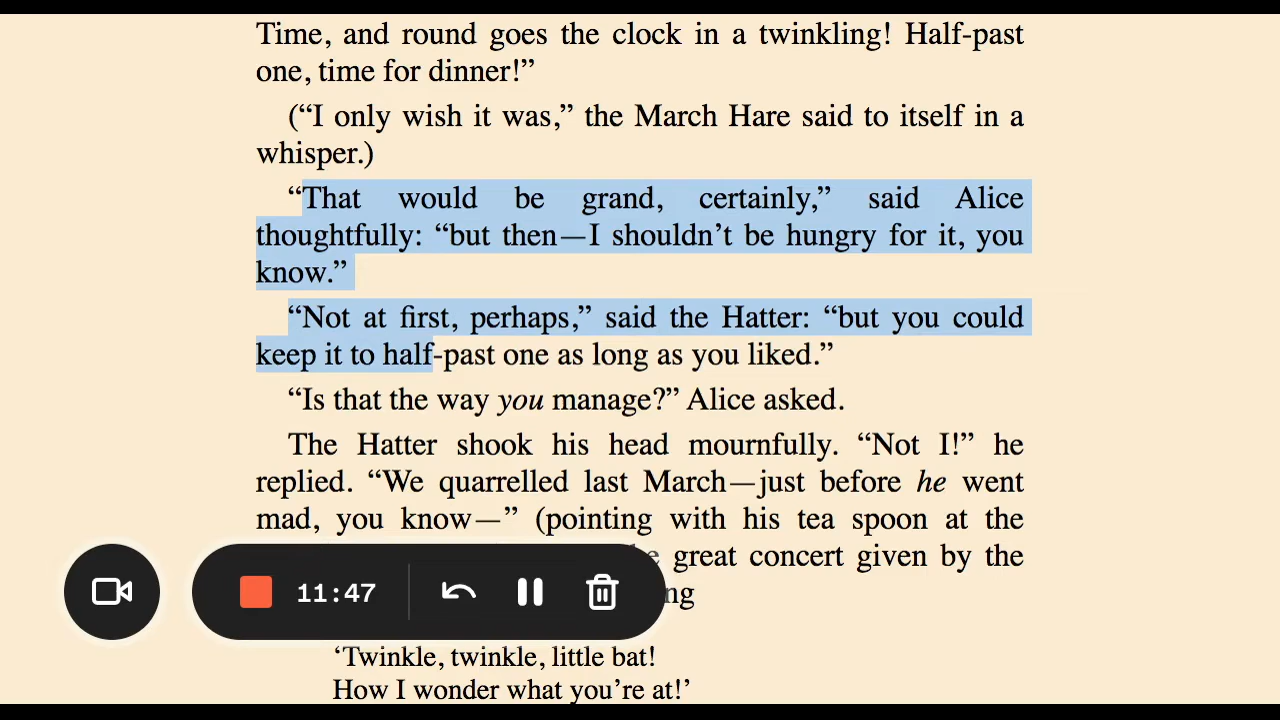 Time, and round goes the clock in a twinkling! Half-past
one, time for dinner!”
(“I only wish it was,” the March Hare said to itself in a
whisper.)
“That would be grand, certainly,” said Alice
thoughtfully: “but then—I shouldn’t be hungry for it, you
know.”
“Not at first, perhaps,” said the Hatter: “but you could
keep it to half-past one as long as you liked.”
“Is that the way you manage?” Alice asked.
The Hatter shook his head mournfully. “Not I!” he
replied. “We quarrelled last March—just before he went
mad, you know—” (pointing with his tea spoon at the
great concert given by the
11:47
‘Twinkle, twinkle, little bat!
How I wonder what you’re at!’